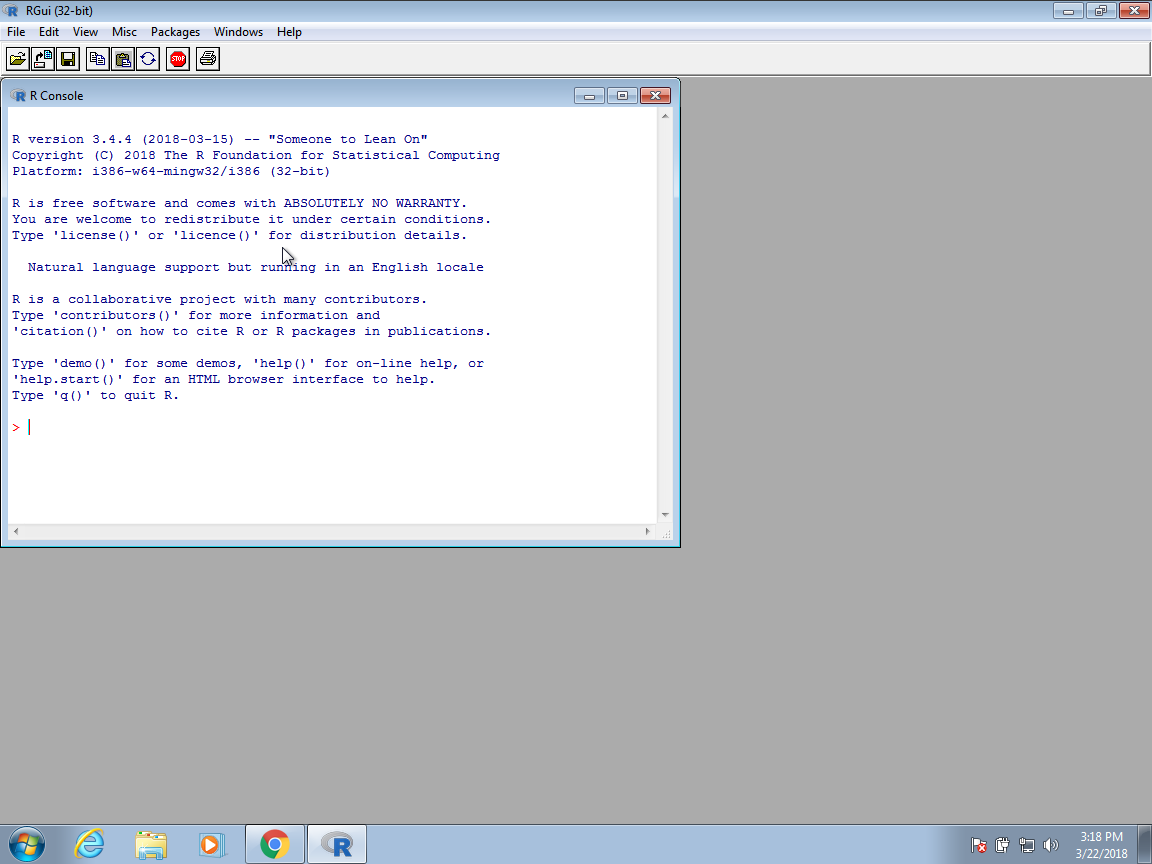 RGui (32-bit)
File Edit View Misc Packages Windows Help
STOP
R Console
R version 3.4.4 (2018-03-15) -- "Someone to Lean On"
Copyright (C) 2018 The R Foundation for Statistical Computing
Platform: i386-w64-mingw32/i386 (32-bit)
R is free software and comes with ABSOLUTELY NO WARRANTY.
You are welcome to redistribute it under certain conditions.
Type 'license()' or 'licence()' for distribution details.
Natural language support but running in an English locale
R is a collaborative project with many contributors.
Type 'contributors()' for more information and
'citation()' on how to cite R or R packages in publications.
Type 'demo()' for some demos, 'help()' for on-line help, or
'help.start()' for an HTML browser interface to help.
Type 'q()' to quit R.
>
3:18 PM
3/22/2018